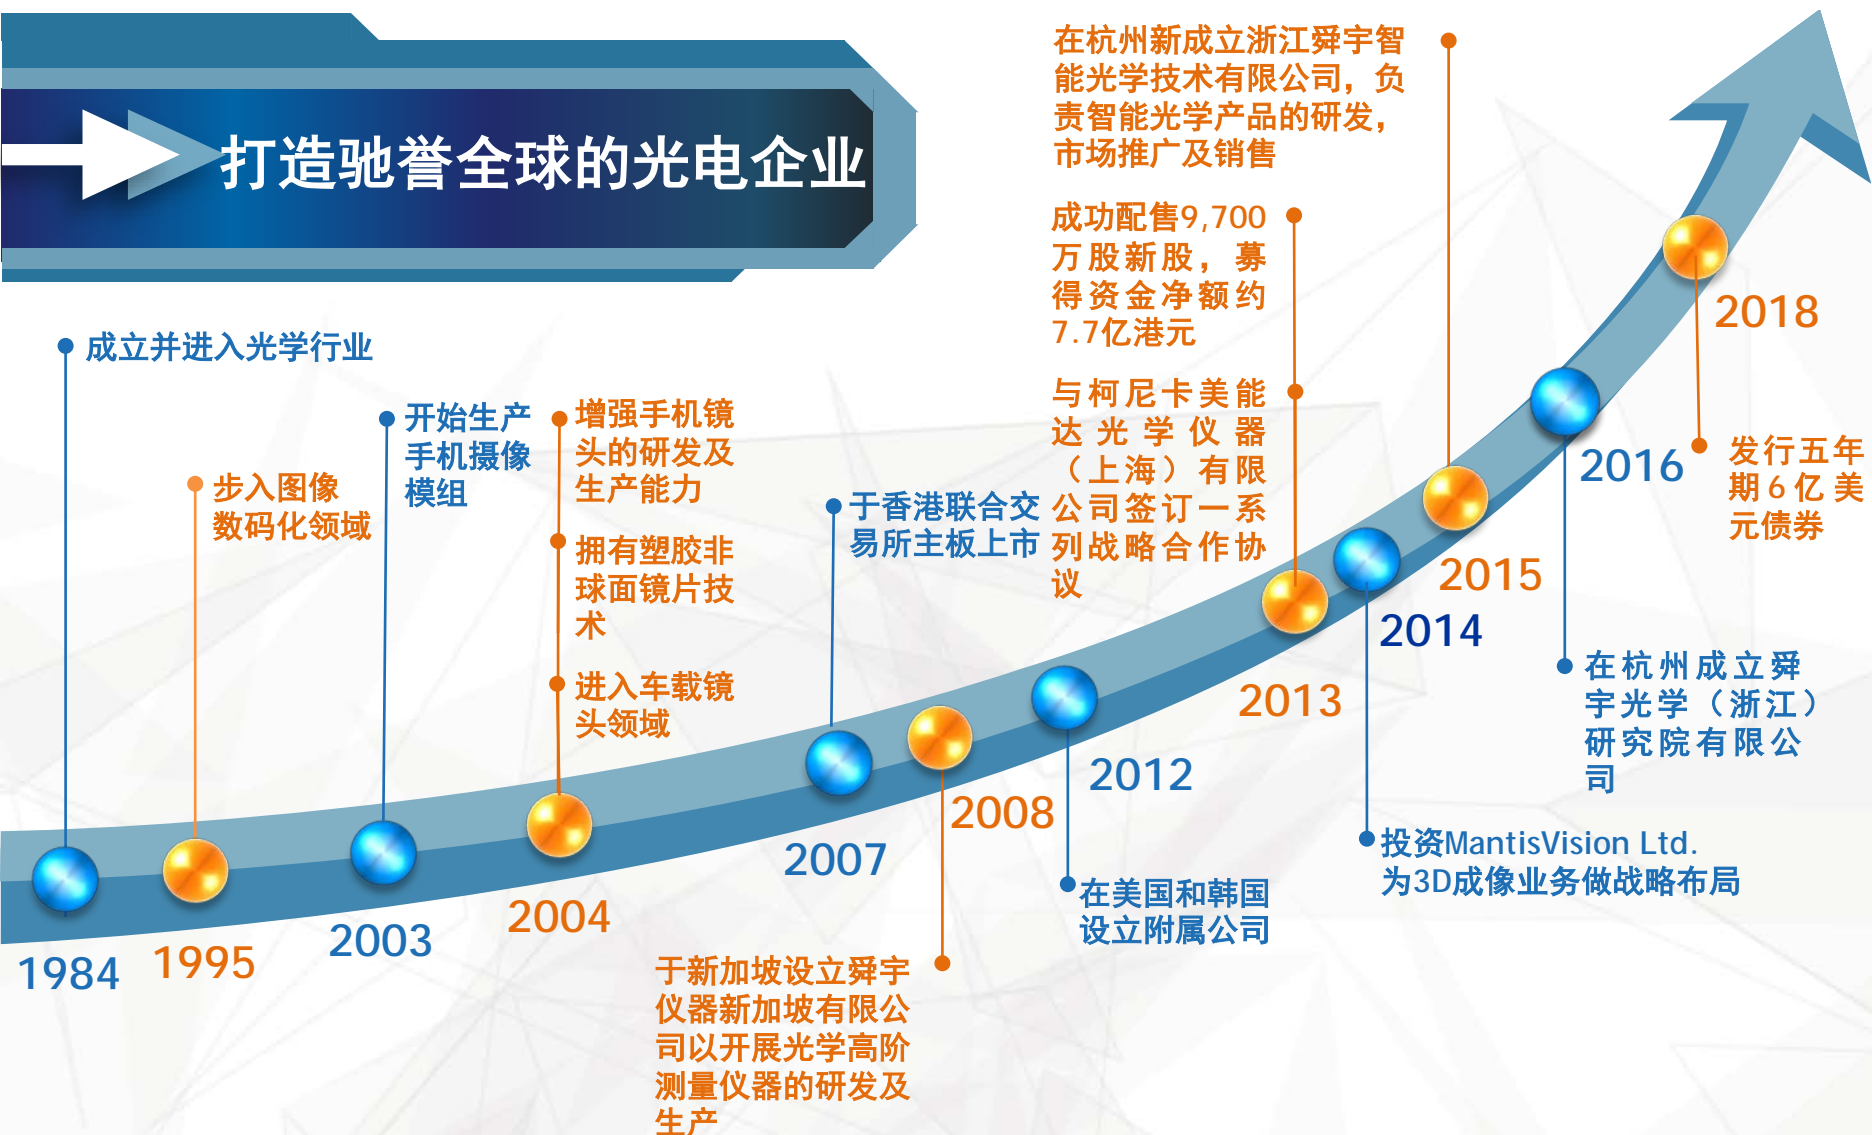 打造驰誉全球的光电企业
成立并进入光学行业
1984
步入图像
数码化领域
1995
开始生产
手机摄像
模组
2003
增强手机镜
头的研发及
生产能力
拥有塑胶非
球面镜片技
术
进入车载镜
头领域
2004
于香港联合交
易所主板上市
2007
2008
于新加坡设立舜宇
仪器新加坡有限公
司以开展光学高阶
测量仪器的研发及
生产
2012
在美国和韩国
设立附属公司
成功配售9,700
万股新股，募
得资金净额约
7.7亿港元
与柯尼卡美能
达光学仪器
（上海）有限
公司签订一系
列战略合作协
议
2013
2014
投资MantisVision Ltd.
为3D成像业务做战略布局
在杭州新成立浙江舜宇智
能光学技术有限公司，负
责智能光学产品的研发，
市场推广及销售
2015
2016
在杭州成立舜
宇光学（浙江）
研究院有限公
司
2018
发行五年
期6亿美
元债券